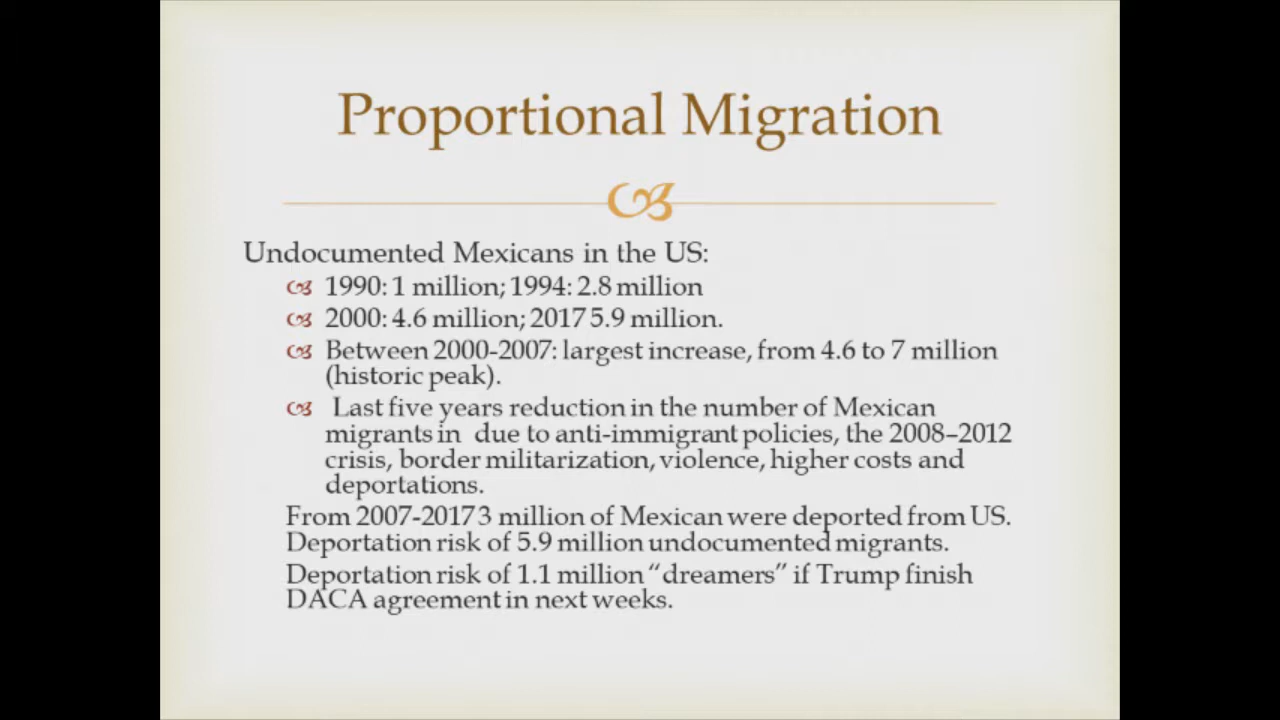 Proportional Migration
Undocumented Mexicans in the US:
1990: 1 million; 1994: 2.8 million
2000: 4.6 million; 2017 5.9 million.
Between 2000-2007: largest increase, from 4.6 to 7 million
(historic peak).
Last five years reduction in the number of Mexican
migrants in due to anti-immigrant policies, the 2008–2012
crisis, border militarization, violence, higher costs and
deportations.
From 2007-2017 3 million of Mexican were deported from US.
Deportation risk of 5.9 million undocumented migrants.
Deportation risk of 1.1 million “dreamers” if Trump finish
DACA agreement in next weeks.